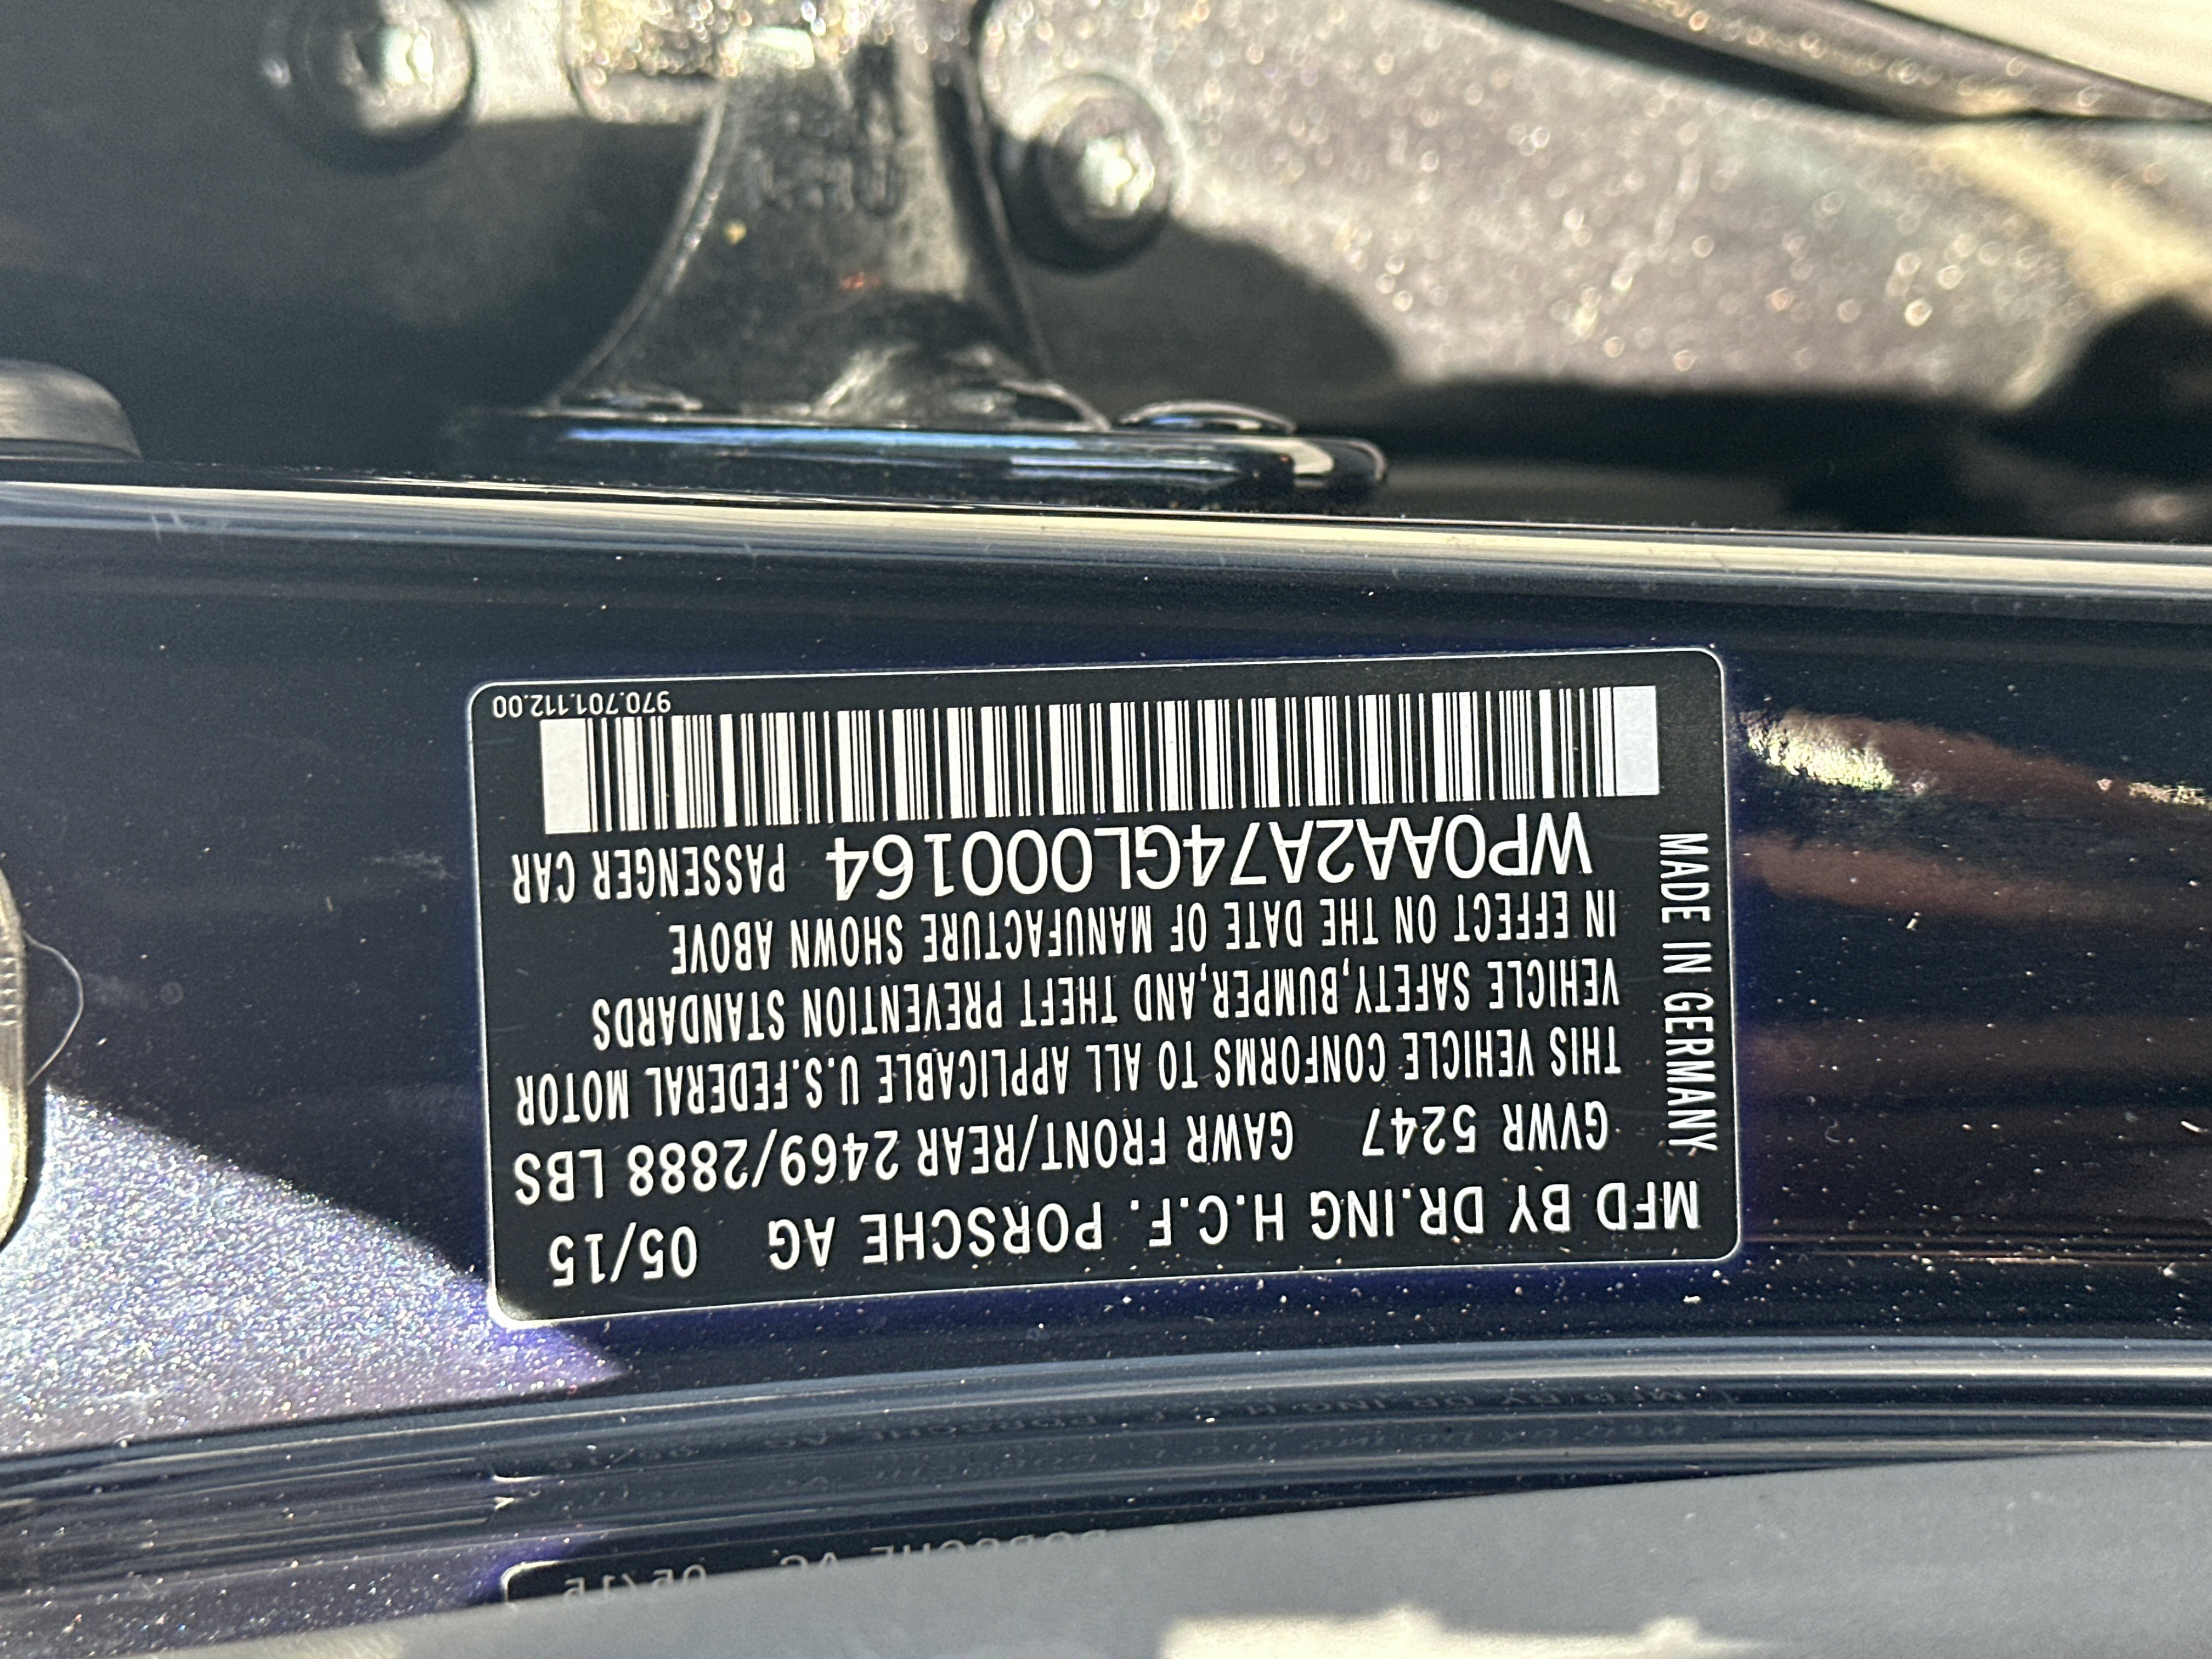 MFD BY DR.ING H.C.F. PORSCHE AG 05/15
GVWR 5247 GAWR FRONT/REAR 2469/2888 LBS
THIS VEHICLE CONFORMS TO ALL APPLICABLE U.S.FEDERAL MOTOR
VEHICLE SAFETY,BUMPER,AND THEFT PREVENTION STANDARDS
IN EFFECT ON THE DATE OF MANUFACTURE SHOWN ABOVE
WP0AA2A74GL000164 PASSENGER CAR
970.701.112.00
MADE IN GERMANY